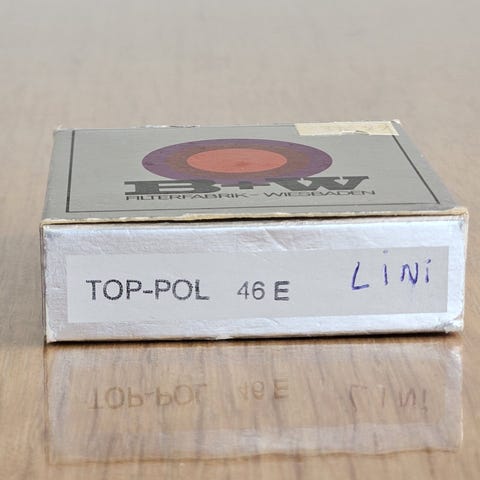 B+W
FILTERFABRIK - WIESBADEN
TOP-POL 46 E LiNi